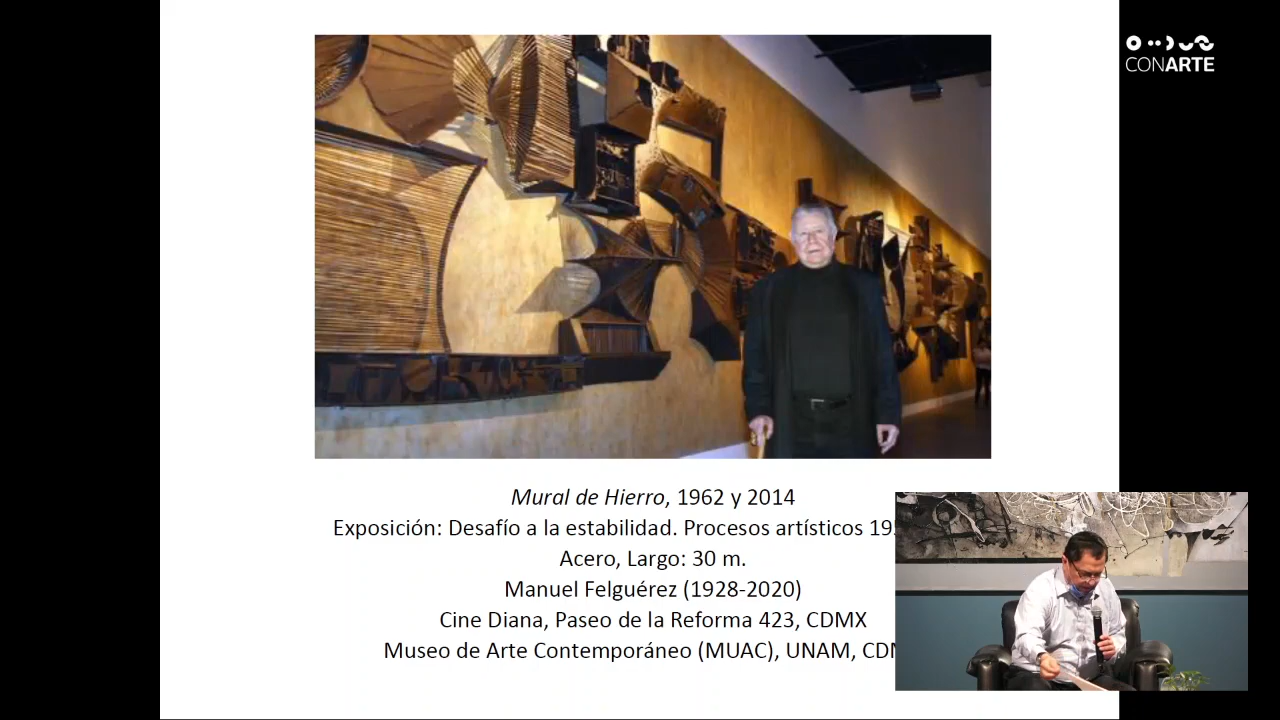 CONARTE
Mural de Hierro, 1962 y 2014
Exposición: Desafío a la estabilidad. Procesos artísticos 19
Acero, Largo: 30 m.
Manuel Felguérez (1928-2020)
Cine Diana, Paseo de la Reforma 423, CDMX
Museo de Arte Contemporáneo (MUAC), UNAM,